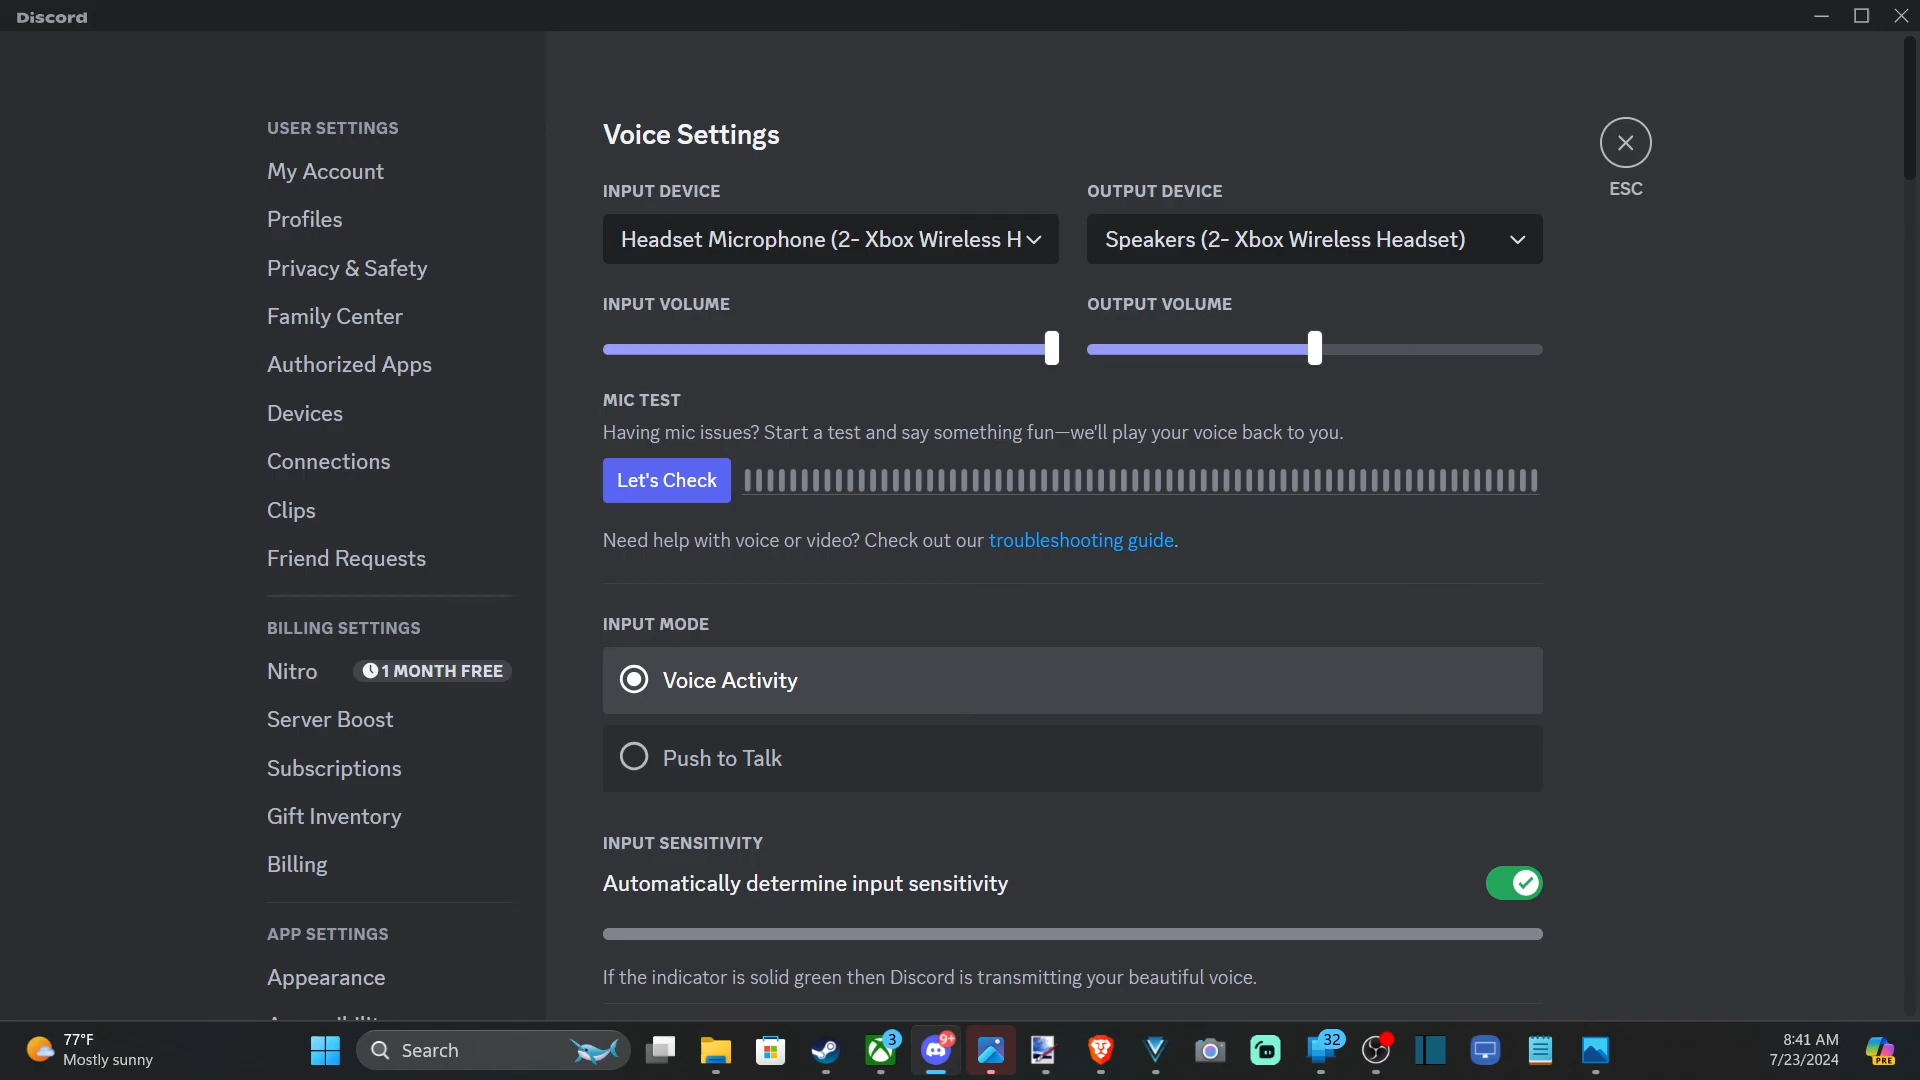 Discord
USER SETTINGS
My Account
Profiles
Privacy & Safety
Family Center
Authorized Apps
Devices
Connections
Clips
Friend Requests
BILLING SETTINGS
Nitro 1 MONTH FREE
Server Boost
Subscriptions
Gift Inventory
Billing
APP SETTINGS
Appearance
Voice Settings
ESC
INPUT DEVICE
Headset Microphone (2- Xbox Wireless H
OUTPUT DEVICE
Speakers (2- Xbox Wireless Headset)
INPUT VOLUME
OUTPUT VOLUME
MIC TEST
Having mic issues? Start a test and say something fun—we'll play your voice back to you.
Let's Check
Need help with voice or video? Check out our troubleshooting guide.
INPUT MODE
Voice Activity
Push to Talk
INPUT SENSITIVITY
Automatically determine input sensitivity
If the indicator is solid green then Discord is transmitting your beautiful voice.
77°F
Mostly sunny
Search
3
9+
32
8:41 AM
7/23/2024
PRE